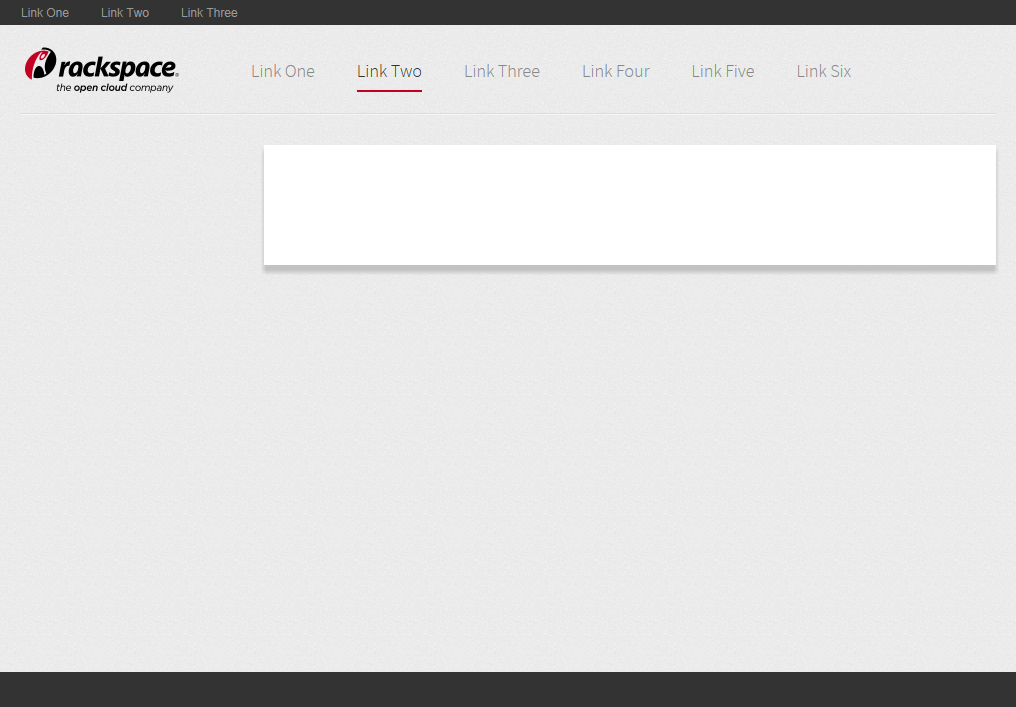 Link One Link Two Link Three
rackspace®
the open cloud company
Link One Link Two Link Three Link Four Link Five Link Six